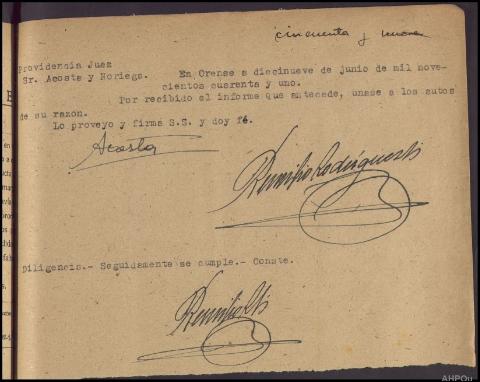 cincuenta y nueve
Providencia Juez
Sr. Acosta y Noriega.
En Orense a diecinueve de junio de mil nove-
cientos cuarenta y uno.
Por recibido el informe que antecede, unase a los autos
de su razon.
Lo proveyo y firma S.S. y doy fé.
Acosta
Remifio Rodríguez
Diligencia.- Seguidamente se cumple.- Conste.
AHPOu